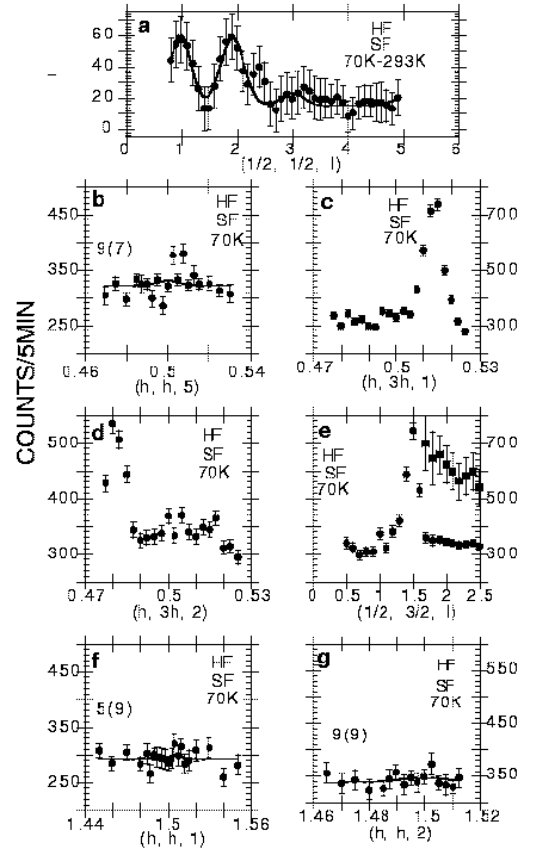 a
HF
SF
70K-293K
60
40
20
0
0 1 2 3 4 5 6
(1/2, 1/2, l)
COUNTS/5MIN
b
HF
SF
70K
9(7)
450
350
250
0.46 0.5 0.54
(h, h, 5)
c
HF
SF
70K
700
500
300
0.47 0.5 0.53
(h, 3h, 1)
d
HF
SF
70K
500
400
300
0.47 0.5 0.53
(h, 3h, 2)
e
HF
SF
70K
700
500
300
0 0.5 1 1.5 2 2.5
(1/2, 3/2, l)
f
HF
SF
70K
5(9)
450
350
250
1.44 1.5 1.56
(h, h, 1)
g
HF
SF
70K
9(9)
550
450
350
1.46 1.48 1.5 1.52
(h, h, 2)